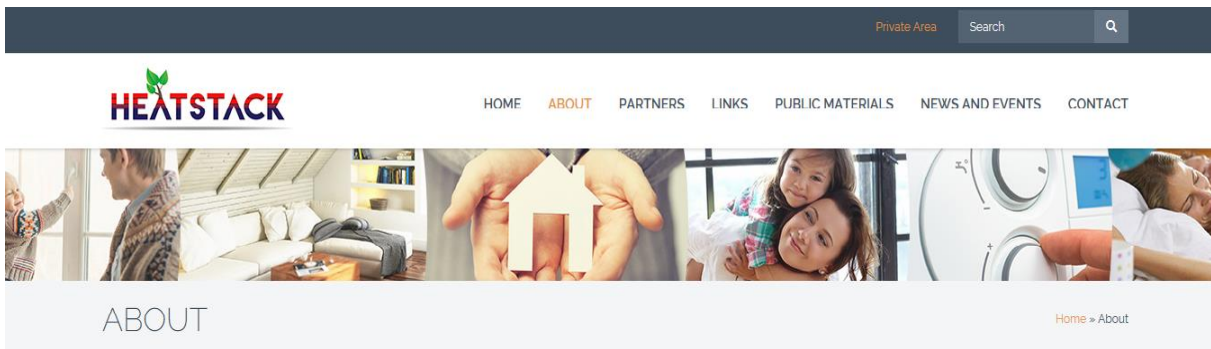 Private Area Search
HEATSTACK
HOME ABOUT PARTNERS LINKS PUBLIC MATERIALS NEWS AND EVENTS CONTACT
ABOUT
Home » About